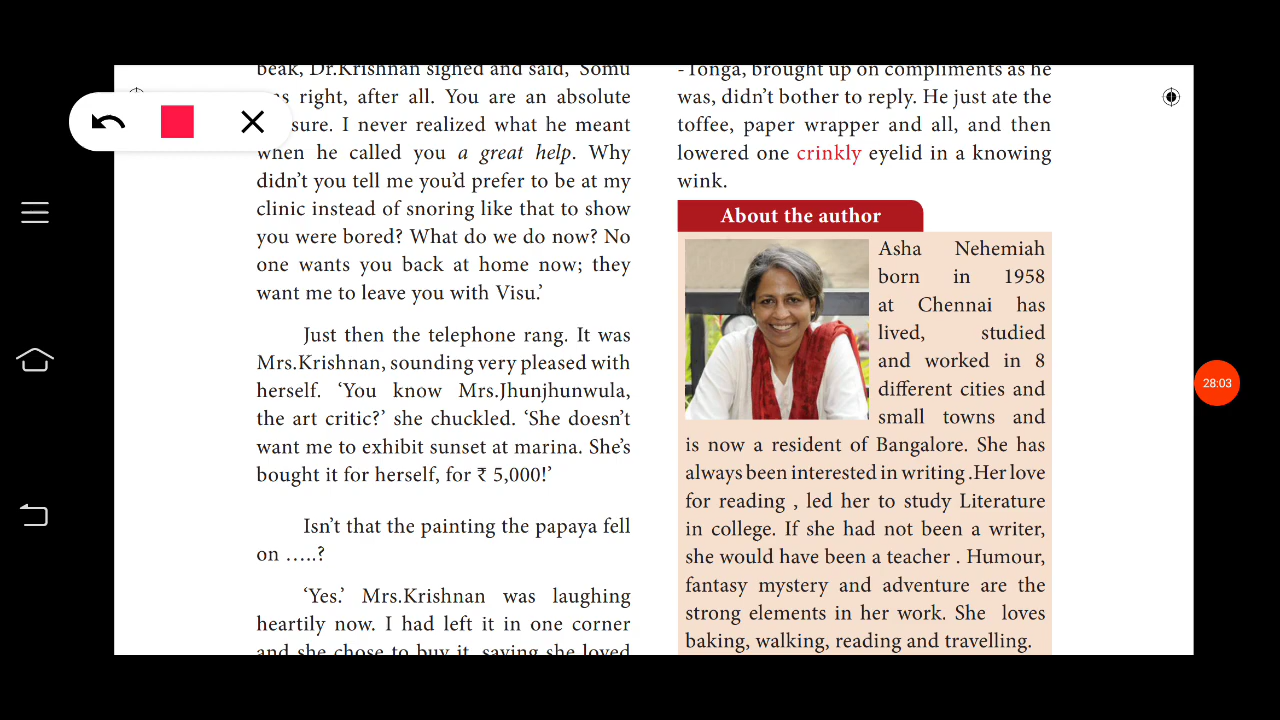 beak, Dr.Krishnan sighed and said, 'Somu
right, after all. You are an absolute
sure. I never realized what he meant
when he called you a great help. Why
didn't you tell me you'd prefer to be at my
clinic instead of snoring like that to show
you were bored? What do we do now? No
one wants you back at home now; they
want me to leave you with Visu.'
Just then the telephone rang. It was
Mrs.Krishnan, sounding very pleased with
herself. 'You know Mrs.Jhunjhunwula,
the art critic?' she chuckled. 'She doesn't
want me to exhibit sunset at marina. She's
bought it for herself, for ₹ 5,000!'
Isn't that the painting the papaya fell
on …..?
'Yes.' Mrs.Krishnan was laughing
heartily now. I had left it in one corner
and she chose to buy it, saying she loved
-Tonga, brought up on compliments as he
was, didn't bother to reply. He just ate the
toffee, paper wrapper and all, and then
lowered one crinkly eyelid in a knowing
wink.
About the author
Asha Nehemiah
born in 1958
at Chennai has
lived, studied
and worked in 8
different cities and
small towns and
is now a resident of Bangalore. She has
always been interested in writing .Her love
for reading , led her to study Literature
in college. If she had not been a writer,
she would have been a teacher . Humour,
fantasy mystery and adventure are the
strong elements in her work. She loves
baking, walking, reading and travelling.
28:03